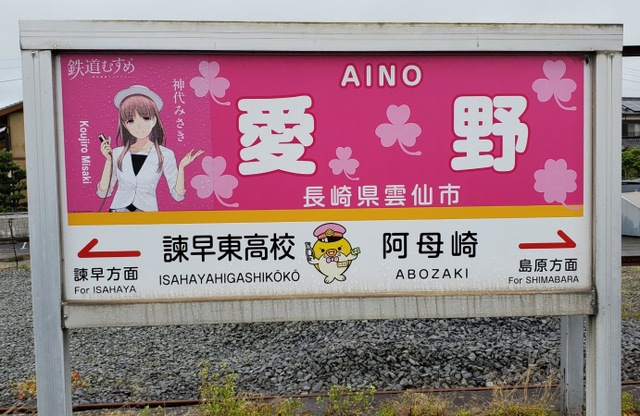 鉄道むすめ
神代みさき
Koujiro Misaki
AINO
愛野
長崎県雲仙市
諫早東高校
ISAHAYAHIGASHIKŌKŌ
阿母崎
ABOZAKI
諫早方面
For ISAHAYA
島原方面
For SHIMABARA